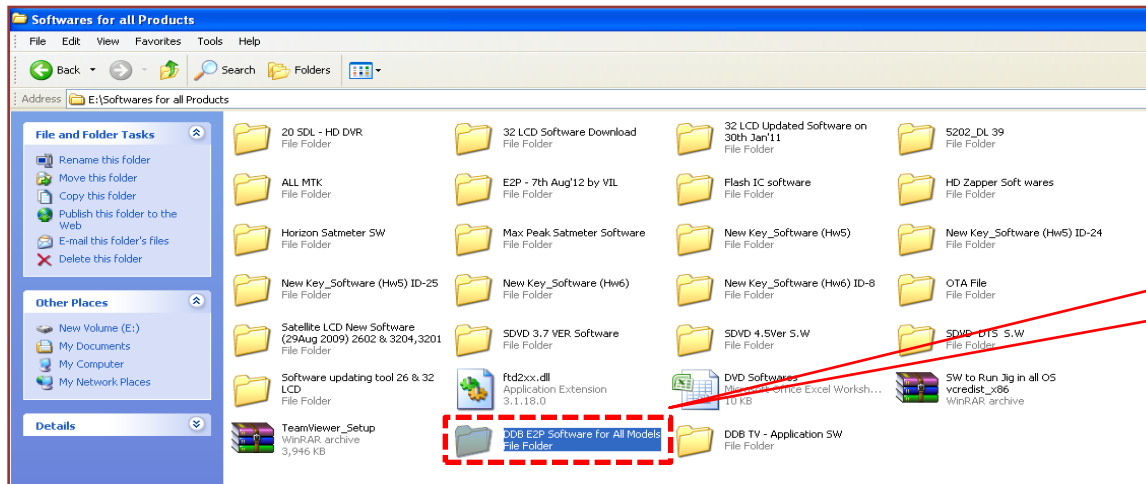 Softwares for all Products
File Edit View Favorites Tools Help
Back Search Folders
Address E:\Softwares for all Products
File and Folder Tasks
Rename this folder
Move this folder
Copy this folder
Publish this folder to the
Web
E-mail this folder's files
Delete this folder
Other Places
New Volume (E:)
My Documents
My Computer
My Network Places
Details
20 SDL - HD DVR
File Folder
32 LCD Software Download
File Folder
32 LCD Updated Software on
30th Jan'11
File Folder
5202_DL 39
File Folder
ALL MTK
File Folder
E2P - 7th Aug'12 by VIL
File Folder
Flash IC software
File Folder
HD Zapper Soft wares
File Folder
Horizon Satmeter SW
File Folder
Max Peak Satmeter Software
File Folder
New Key_Software (Hw5)
File Folder
New Key_Software (Hw5) ID-24
File Folder
New Key_Software (Hw5) ID-25
File Folder
New Key_Software (Hw6)
File Folder
New Key_Software (Hw6) ID-8
File Folder
OTA File
File Folder
Satellite LCD New Software
(29Aug 2009) 2602 & 3204,3201
File Folder
SDVD 3.7 VER Software
File Folder
SDVD 4.5Ver S.W
File Folder
SDVD_DTS S.W
File Folder
Software updating tool 26 & 32
LCD
File Folder
ftd2xx.dll
Application Extension
3.1.18.0
DVD Softwares
Microsoft Office Excel Worksh...
10 KB
SW to Run Jig in all OS
vcredist_x86
WinRAR archive
TeamViewer_Setup
WinRAR archive
3,946 KB
DDB E2P Software for All Models
File Folder
DDB TV - Application SW
File Folder